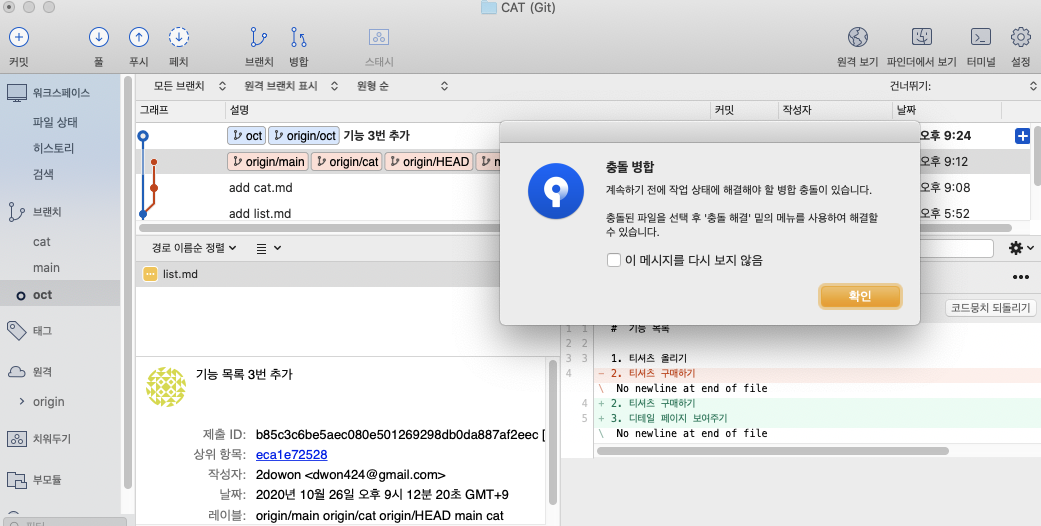 CAT (Git)
커밋 풀 푸시 페치 브랜치 병합 스태시 원격 보기 파인더에서 보기 터미널 설정
워크스페이스
파일 상태
히스토리
검색
브랜치
cat
main
oct
태그
원격
origin
치워두기
부모듈
모든 브랜치 원격 브랜치 표시 원형 순 건너뛰기:
그래프 설명 커밋 작성자 날짜
oct origin/oct 기능 3번 추가 오후 9:24
origin/main origin/cat origin/HEAD 오후 9:12
add cat.md 오후 9:08
add list.md 오후 5:52
충돌 병합
계속하기 전에 작업 상태에 해결해야 할 병합 충돌이 있습니다.
충돌된 파일을 선택 후 '충돌 해결' 밑의 메뉴를 사용하여 해결할
수 있습니다.
이 메시지를 다시 보지 않음
확인
경로 이름순 정렬
list.md
코드뭉치 되돌리기
1 1 # 기능 목록
2 2
3 3 1. 티셔츠 올리기
4 - 2. 티셔츠 구매하기
\ No newline at end of file
4 + 2. 티셔츠 구매하기
5 + 3. 디테일 페이지 보여주기
\ No newline at end of file
기능 목록 3번 추가
제출 ID: b85c3c6be5aec080e501269298db0da887af2eec [
상위 항목: eca1e72528
작성자: 2dowon <dwon424@gmail.com>
날짜: 2020년 10월 26일 오후 9시 12분 20초 GMT+9
레이블: origin/main origin/cat origin/HEAD main cat